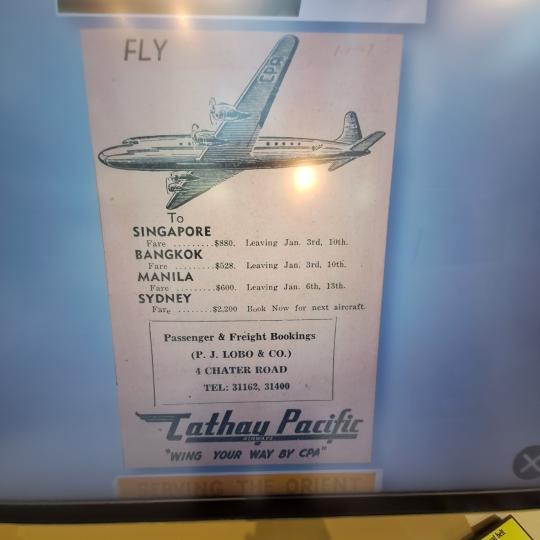 FLY
CPA
To
SINGAPORE
Fare .........$880. Leaving Jan. 3rd, 10th.
BANGKOK
Fare ........$528. Leaving Jan. 3rd, 10th.
MANILA
Fare .........$600. Leaving Jan. 6th, 13th.
SYDNEY
Fare ........$2,200 Book Now for next aircraft.
Passenger & Freight Bookings
(P. J. LOBO & CO.)
4 CHATER ROAD
TEL: 31162, 31400
Cathay Pacific
AIRWAYS
"WING YOUR WAY BY CPA"
SERVING THE ORIENT